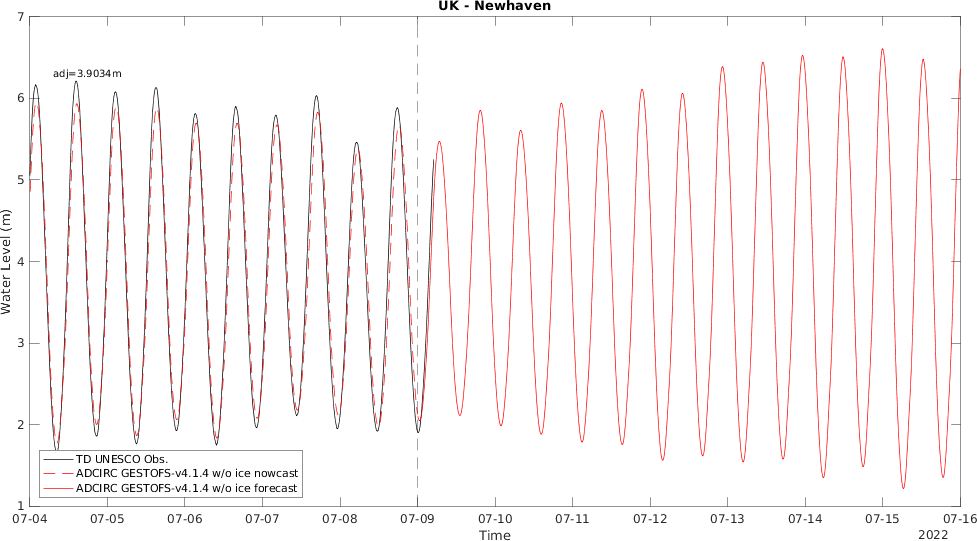 UK - Newhaven
7
adj=3.9034m
6
5
4
3
2
1
Water Level (m)
TD UNESCO Obs.
ADCIRC GESTOFS-v4.1.4 w/o ice nowcast
ADCIRC GESTOFS-v4.1.4 w/o ice forecast
07-04 07-05 07-06 07-07 07-08 07-09 07-10 07-11 07-12 07-13 07-14 07-15 07-16
Time
2022